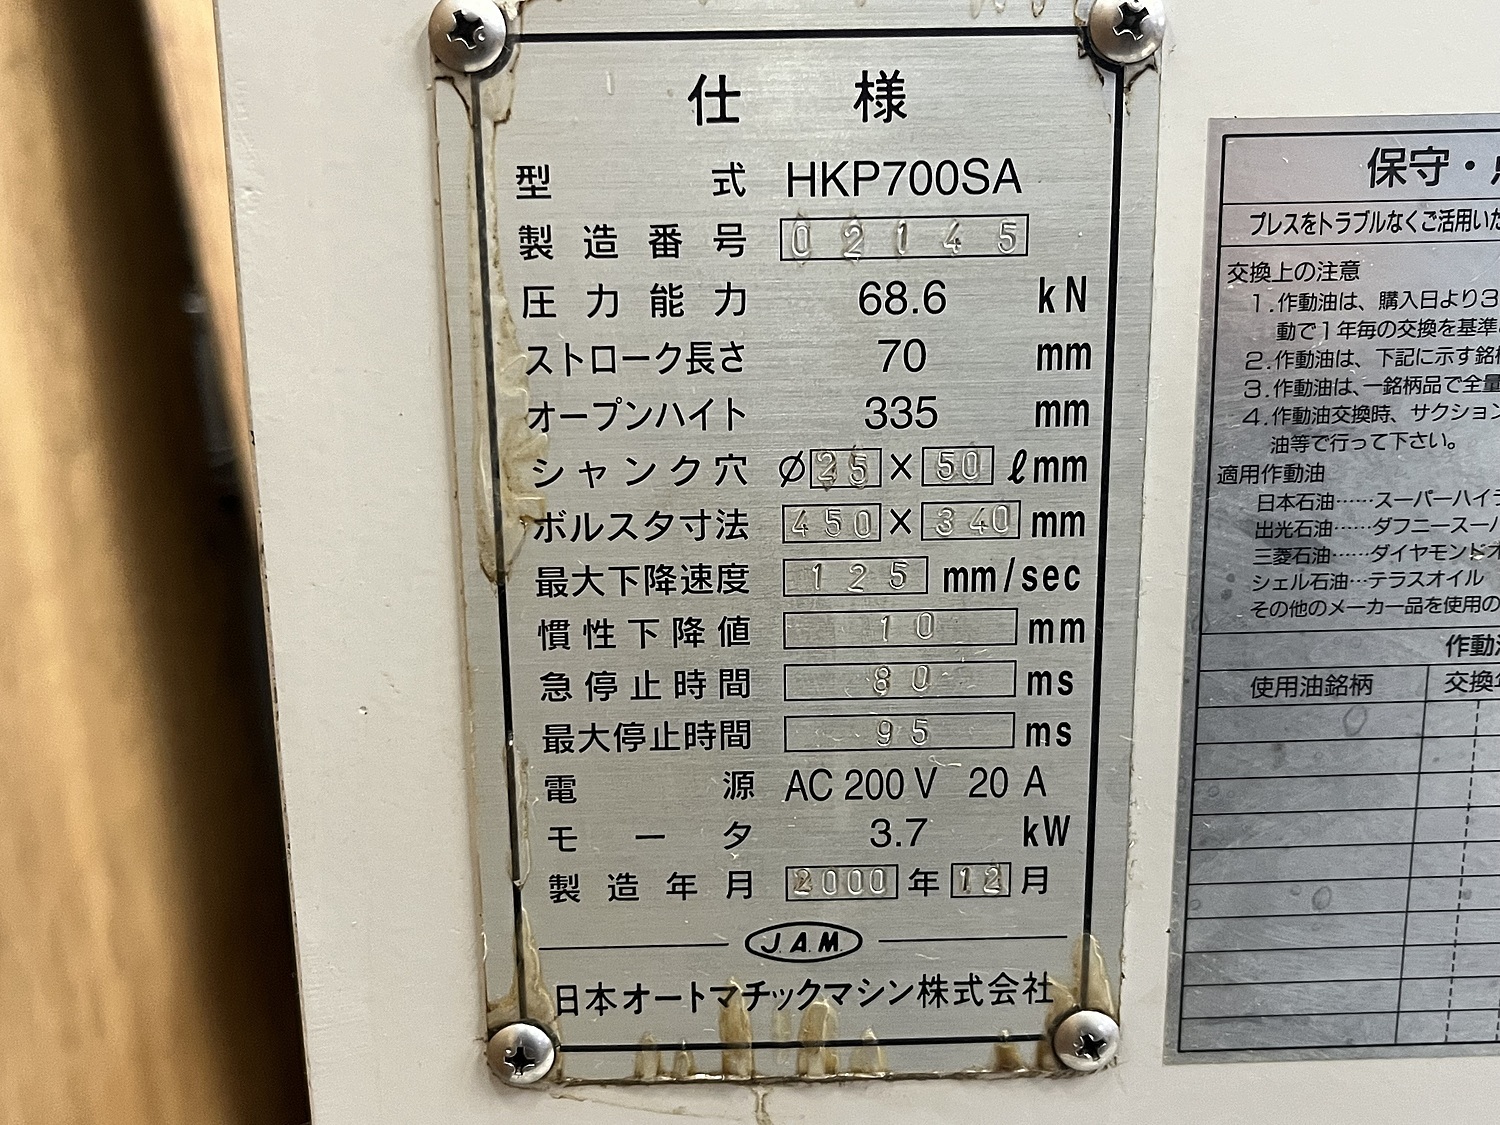 仕様
型式 HKP700SA
製造番号 02145
圧力能力 68.6 kN
ストローク長さ 70 mm
オープンハイト 335 mm
シャンク穴 ø25×50 ℓmm
ボルスタ寸法 450×340 mm
最大下降速度 125 mm/sec
慣性下降値 10 mm
急停止時間 80 ms
最大停止時間 95 ms
電源 AC 200 V 20 A
モータ 3.7 kW
製造年月 2000年12月
J.A.M.
日本オートマチックマシン株式会社
保守・
プレスをトラブルなくご活用いた
交換上の注意
1.作動油は、購入日より3
動で1年毎の交換を基準
2.作動油は、下記に示す銘柄
3.作動油は、一銘柄品で全量
4.作動油交換時、サクション
油等で行って下さい。
適用作動油
日本石油……スーパーハイ
出光石油……ダフニースーパ
三菱石油……ダイヤモンドオ
シェル石油…テラスオイル
その他のメーカー品を使用の
作動
使用油銘柄 交換